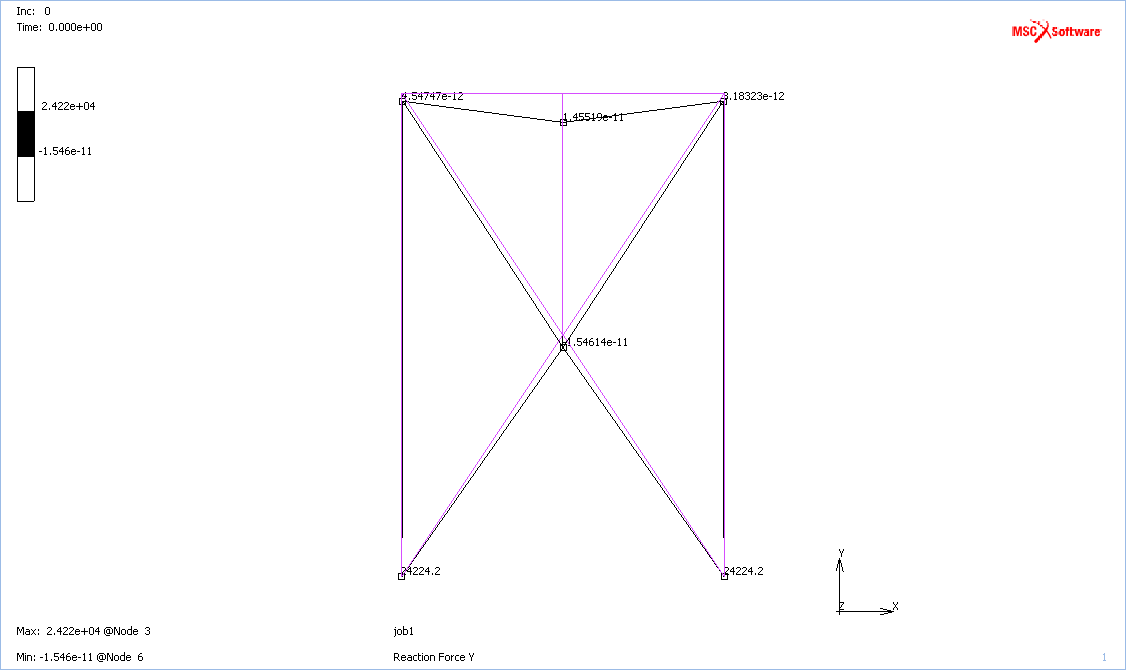 Inc: 0
Time: 0.000e+00
MSC Software
2.422e+04
-1.546e-11
4.54747e-12
3.18323e-12
1.45519e-11
-1.54614e-11
24224.2
24224.2
Y
Z
X
Max: 2.422e+04 @Node 3
job1
Min: -1.546e-11 @Node 6
Reaction Force Y
1